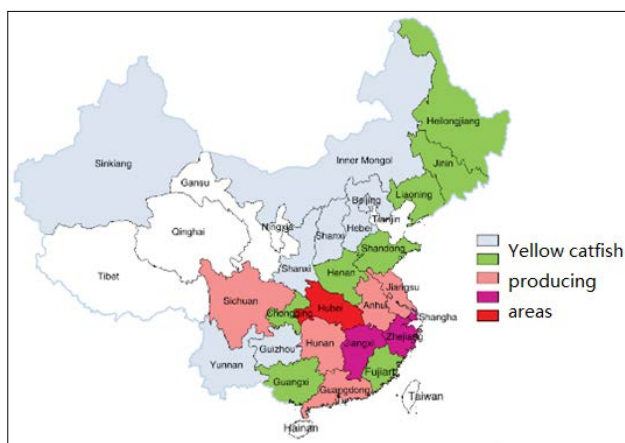 Heilongjiang
Jinin
Liaoning
Inner Mongol
Sinkiang
Gansu
Beijing
Tianjin
Hebei
Ningxia
Shanxi
Qinghai
Shandong
Shanxi
Henan
Tibet
Jiangsu
Sichuan
Anhui
Shangha
Hubei
Chongqing
Zhejiang
Hunan
Jiangxi
Guizhou
Yunnan
Fujian
Guangxi
Guangdong
Taiwan
Hainan
Yellow catfish
producing
areas